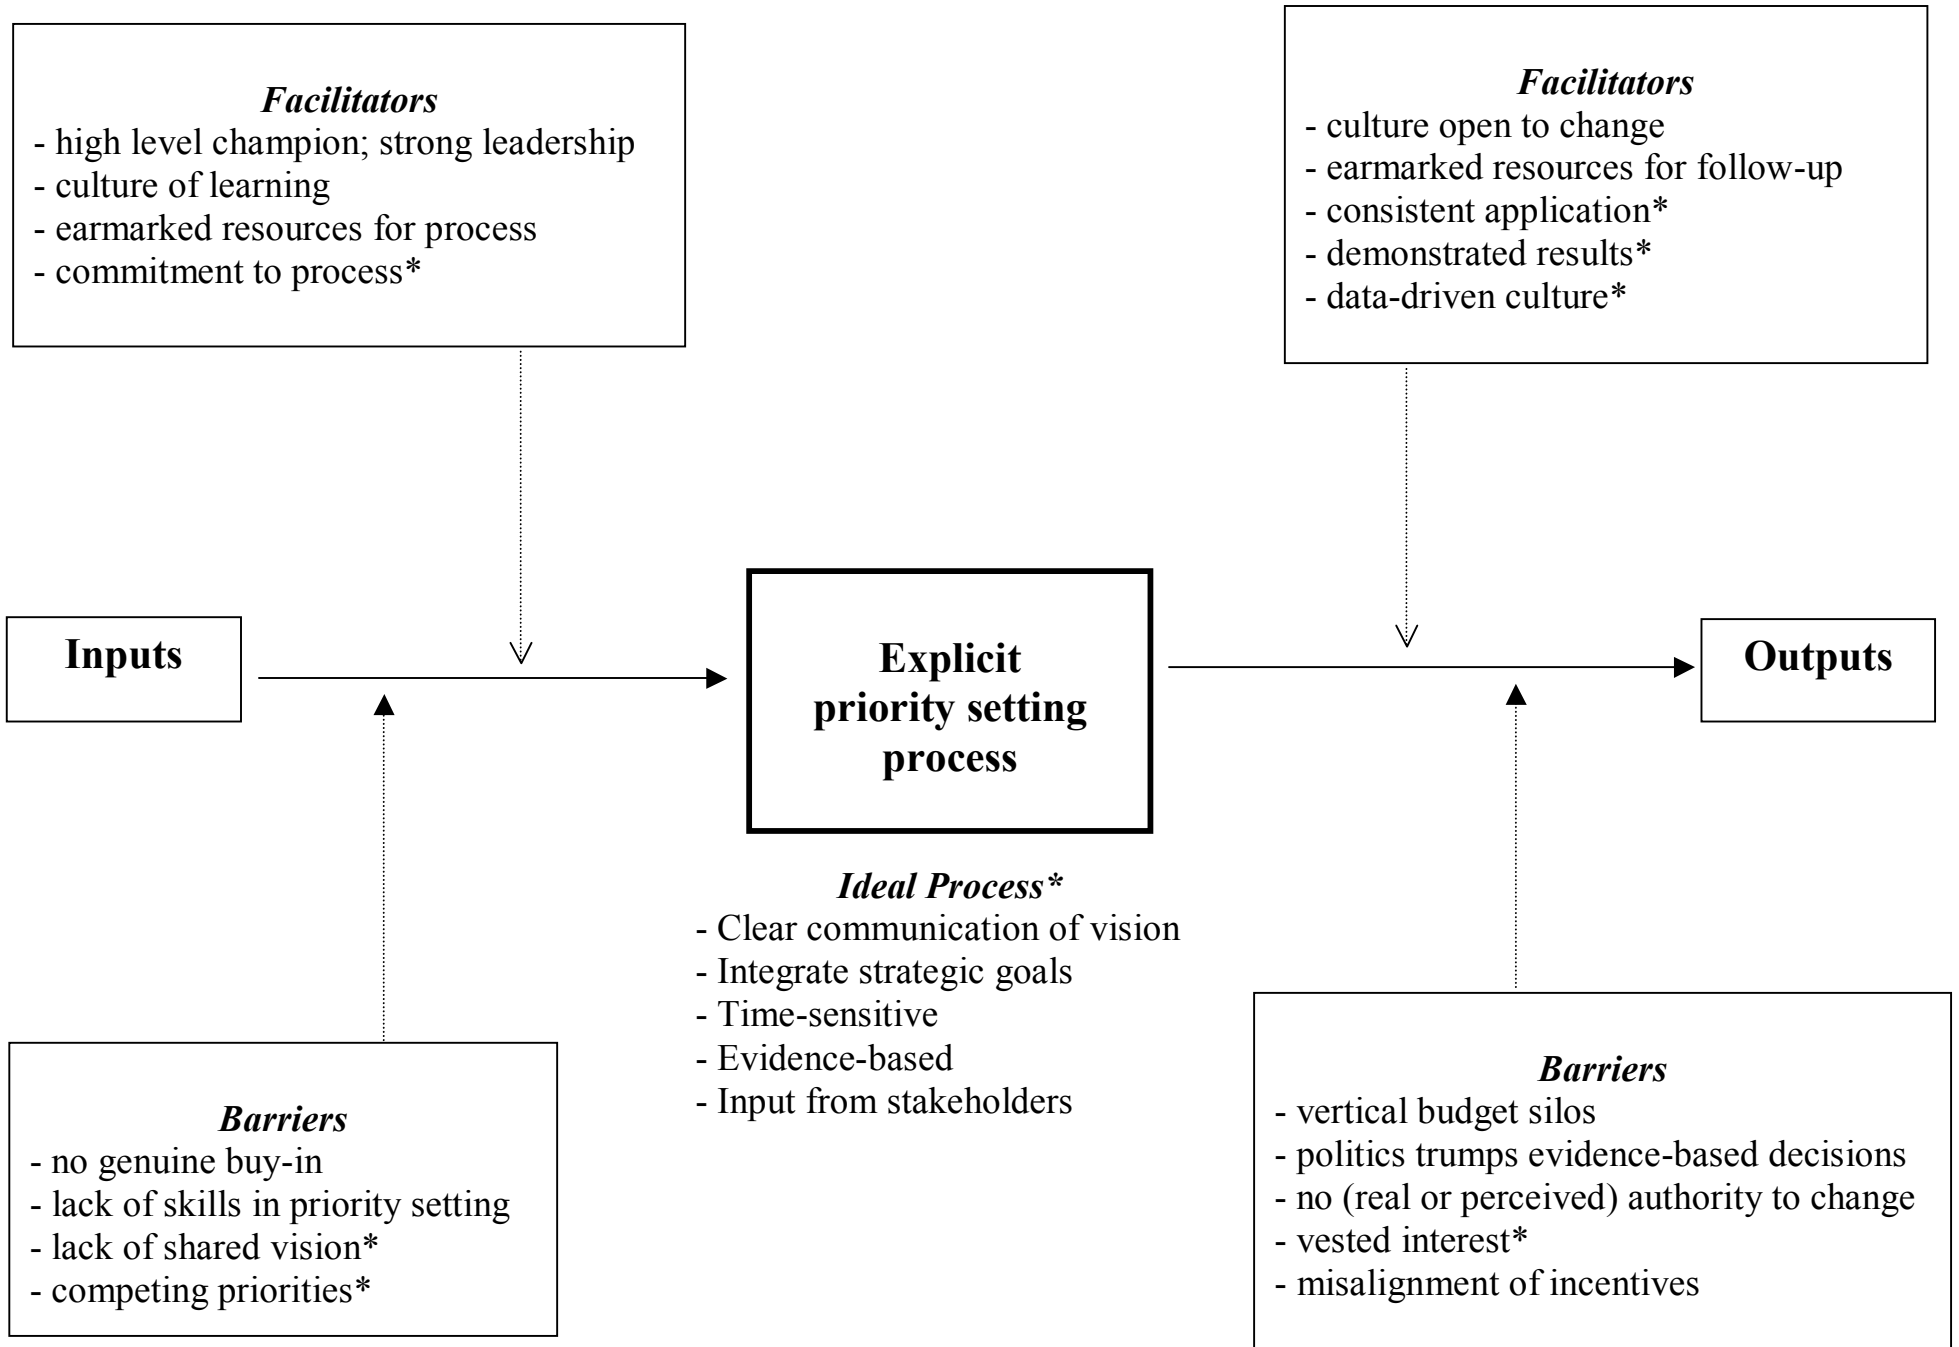 Facilitators
- high level champion; strong leadership
- culture of learning
- earmarked resources for process
- commitment to process*
Facilitators
- culture open to change
- earmarked resources for follow-up
- consistent application*
- demonstrated results*
- data-driven culture*
Inputs
Explicit
priority setting
process
Outputs
Ideal Process*
- Clear communication of vision
- Integrate strategic goals
- Time-sensitive
- Evidence-based
- Input from stakeholders
Barriers
- no genuine buy-in
- lack of skills in priority setting
- lack of shared vision*
- competing priorities*
Barriers
- vertical budget silos
- politics trumps evidence-based decisions
- no (real or perceived) authority to change
- vested interest*
- misalignment of incentives